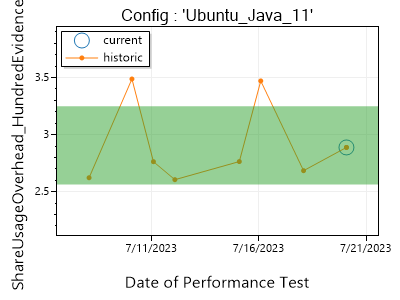 Config : 'Ubuntu_Java_11'
current
historic
ShareUsageOverhead_HundredEvidence
3.5
3
2.5
7/11/2023
7/16/2023
7/21/2023
Date of Performance Test